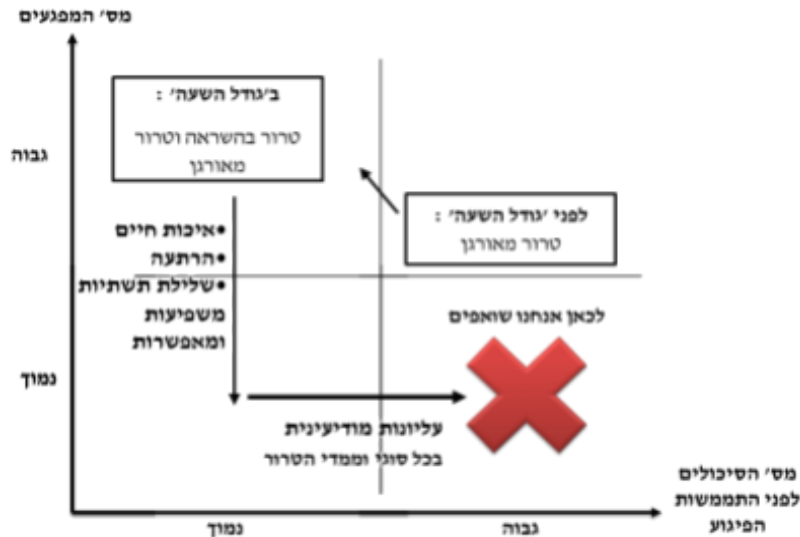 מס׳ המפגעים
ב׳גודל השעה׳ :
טרור בהשראה וטרור
מאורגן
גבוה
לפני ׳גודל השעה׳ :
טרור מאורגן
•איכות חיים
•הרתעה
•שלילת תשתיות
משפיעות
ומאפשרות
לכאן אנחנו שואפים
נמוך
עליונות מודיעינית
בכל סוגי וממדי הטרור
מס׳ הסיכולים
לפני התממשות
הפיגוע
נמוך
גבוה